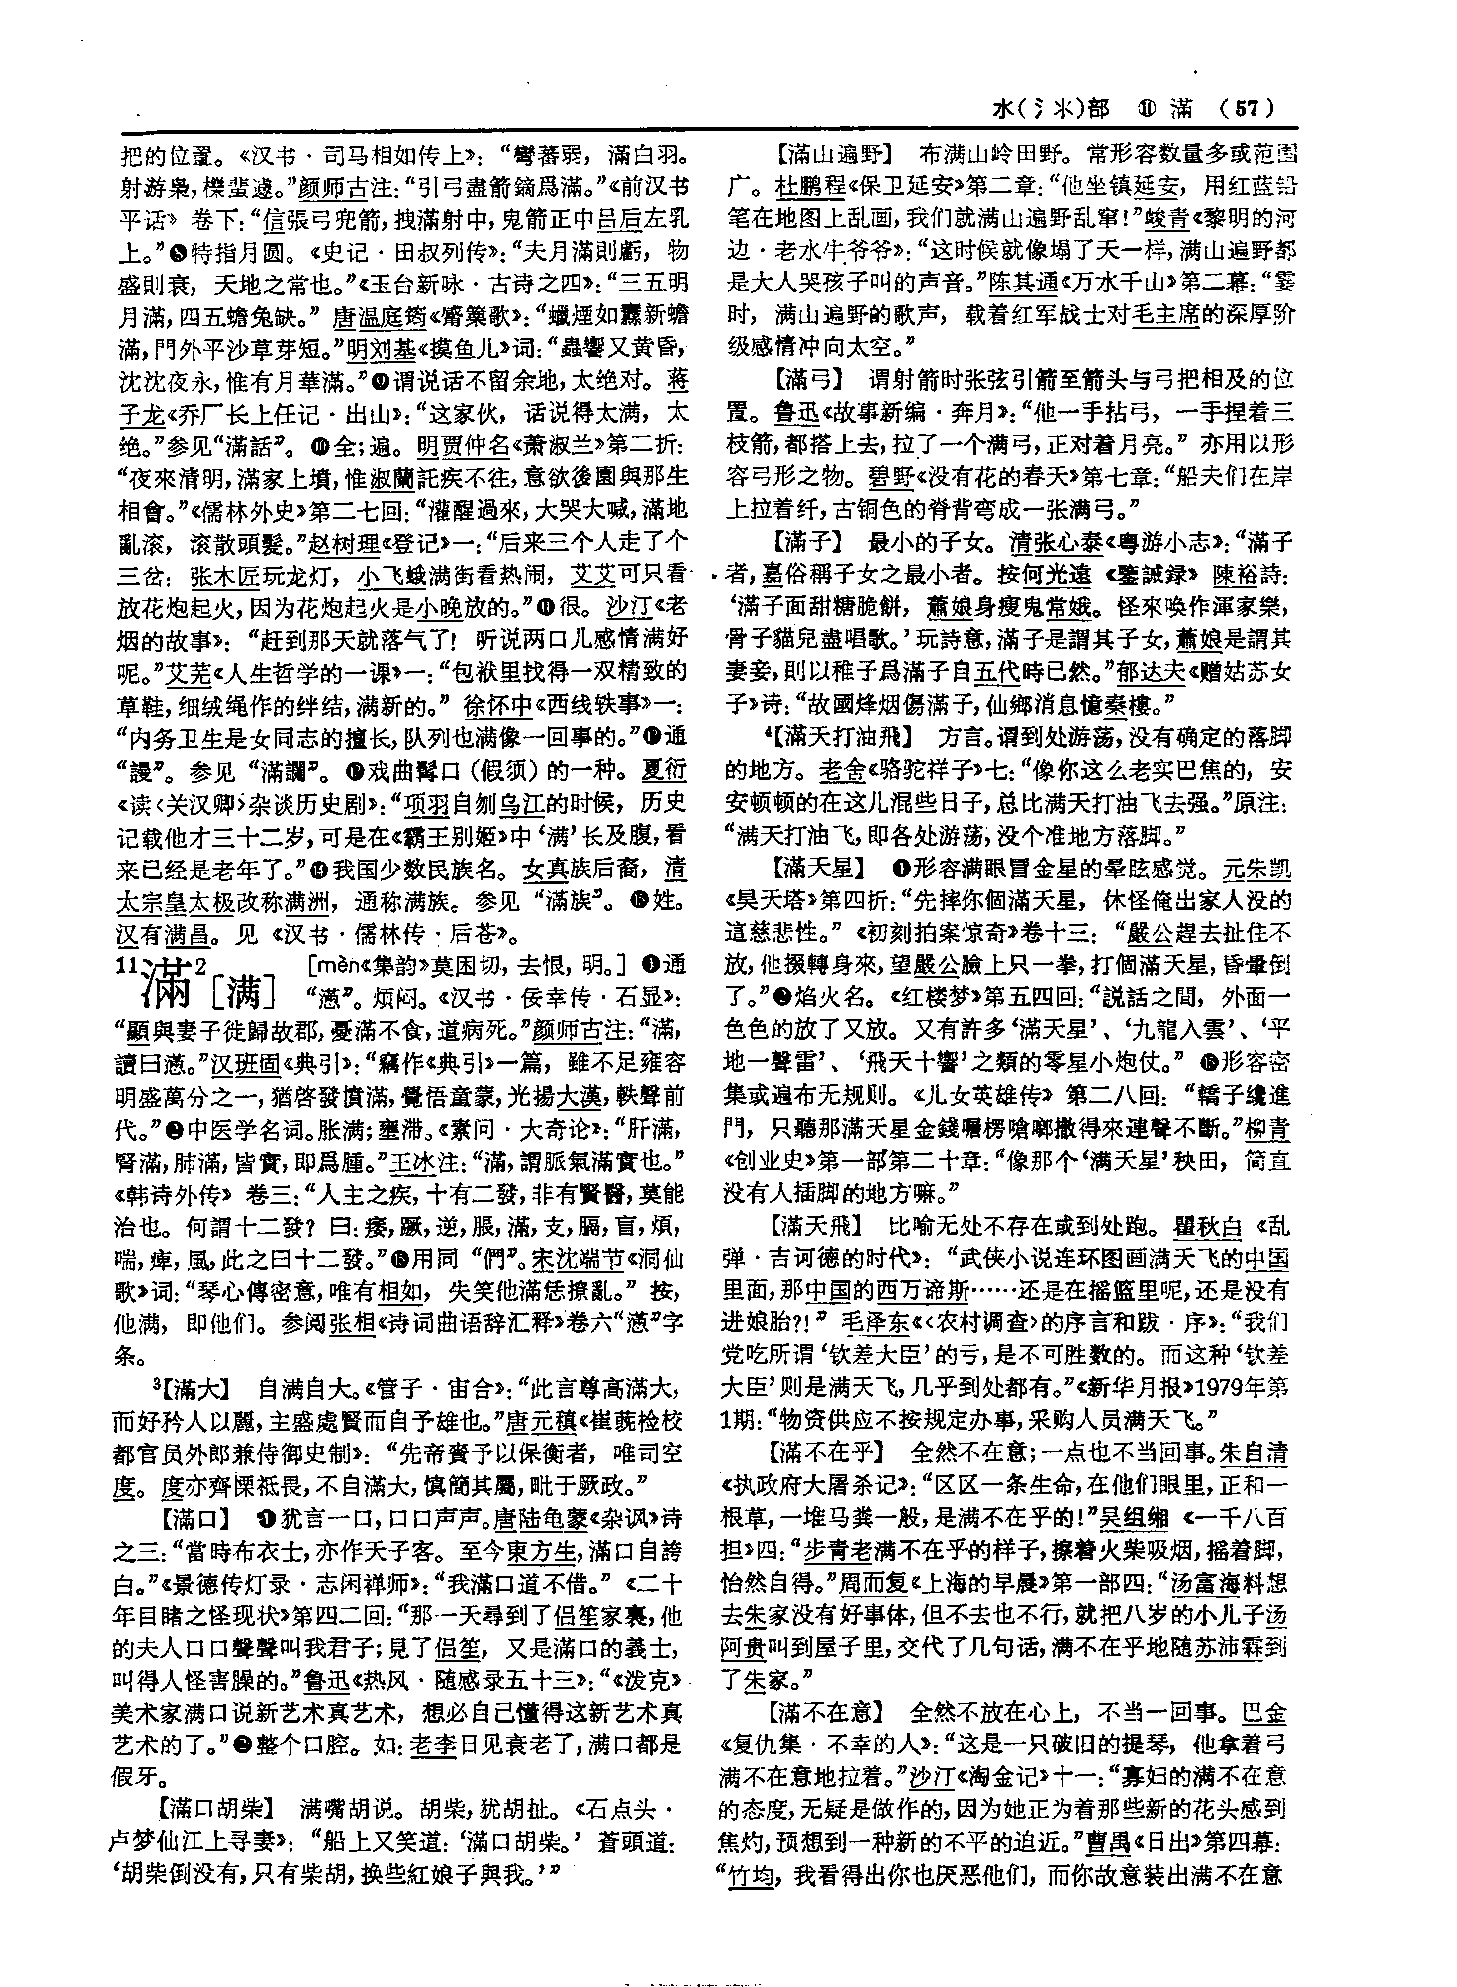 水(氵氺)部 ⑪ 滿 (57)
把的位置。《汉书·司马相如传上》：“彎蕃弱，滿白羽。
射游梟，櫟蜚遽。”颜师古注：“引弓盡箭鏑爲滿。”《前汉书
平话》卷下：“信張弓兜箭，拽滿射中，鬼箭正中吕后左乳
上。”❽特指月圆。《史记·田叔列传》：“夫月滿則虧，物
盛則衰，天地之常也。”《玉台新咏·古诗之四》：“三五明
月滿，四五蟾兔缺。”唐温庭筠《觱篥歌》：“蠟煙如纛新蟾
滿，門外平沙草芽短。”明刘基《摸鱼儿》词：“蟲響又黄昏，
沈沈夜永，惟有月華滿。”❾谓说话不留余地，太绝对。蒋
子龙《乔厂长上任记·出山》：“这家伙，话说得太满，太
绝。”参见“滿話”。❿全；遍。明贾仲名《萧淑兰》第二折：
“夜來清明，滿家上墳，惟淑蘭託疾不往，意欲後園與那生
相會。”《儒林外史》第二七回：“灌醒過來，大哭大喊，滿地
亂滚，滚散頭髮。”赵树理《登记》一：“后来三个人走了个
三岔：张木匠玩龙灯，小飞蛾满街看热闹，艾艾可只看
放花炮起火，因为花炮起火是小晚放的。”⓫很。沙汀《老
烟的故事》：“赶到那天就落气了！听说两口儿感情满好
呢。”艾芜《人生哲学的一课》一：“包袱里找得一双精致的
草鞋，细绒绳作的绊结，满新的。”徐怀中《西线轶事》一：
“内务卫生是女同志的擅长，队列也满像一回事的。”⓬通
“謾”。参见“滿讕”。⓭戏曲髯口（假须）的一种。夏衍
《读〈关汉卿〉杂谈历史剧》：“项羽自刎乌江的时候，历史
记载他才三十二岁，可是在《霸王别姬》中‘满’长及腹，看
来已经是老年了。”⓮我国少数民族名。女真族后裔，清
太宗皇太极改称满洲，通称满族。参见“滿族”。⓯姓。
汉有满昌。见《汉书·儒林传·后苍》。
11滿2［满］ ［mèn《集韵》莫困切，去恨，明。］❶通
“懣”。烦闷。《汉书·佞幸传·石显》：
“顯與妻子徙歸故郡，憂滿不食，道病死。”颜师古注：“滿，
讀曰懣。”汉班固《典引》：“竊作《典引》一篇，雖不足雍容
明盛萬分之一，猶啓發憤滿，覺悟童蒙，光揚大漢，軼聲前
代。”❷中医学名词。胀满；壅滞。《素问·大奇论》：“肝滿，
腎滿，肺滿，皆實，即爲腫。”王冰注：“滿，謂脈氣滿實也。”
《韩诗外传》卷三：“人主之疾，十有二發，非有賢醫，莫能
治也。何謂十二發？曰：痿，蹶，逆，脹，滿，支，膈，盲，煩，
喘，痺，風，此之曰十二發。”❸用同“們”。宋沈端节《洞仙
歌》词：“琴心傳密意，唯有相如，失笑他滿恁撩亂。”按，
他满，即他们。参阅张相《诗词曲语辞汇释》卷六“懣”字
条。
3【滿大】 自满自大。《管子·宙合》：“此言尊高滿大，
而好矜人以麗，主盛處賢而自予雄也。”唐元稹《崔蒝检校
都官员外郎兼侍御史制》：“先帝賚予以保衡者，唯司空
度。度亦齊慄祗畏，不自滿大，慎簡其屬，毗于厥政。”
【滿口】 ❶犹言一口，口口声声。唐陆龟蒙《杂讽》诗
之三：“當時布衣士，亦作天子客。至今東方生，滿口自誇
白。”《景德传灯录·志闲禅师》：“我滿口道不借。”《二十
年目睹之怪现状》第四二回：“那一天尋到了侣笙家裏，他
的夫人口口聲聲叫我君子；見了侣笙，又是滿口的義士，
叫得人怪害臊的。”鲁迅《热风·随感录五十三》：“《泼克》
美术家满口说新艺术真艺术，想必自己懂得这新艺术真
艺术的了。”❷整个口腔。如：老李日见衰老了，满口都是
假牙。
【滿口胡柴】 满嘴胡说。胡柴，犹胡扯。《石点头·
卢梦仙江上寻妻》：“船上又笑道：‘滿口胡柴。’蒼頭道：
‘胡柴倒没有，只有柴胡，换些紅娘子與我。’”
【滿山遍野】 布满山岭田野。常形容数量多或范围
广。杜鹏程《保卫延安》第二章：“他坐镇延安，用红蓝铅
笔在地图上乱画，我们就满山遍野乱窜！”峻青《黎明的河
边·老水牛爷爷》：“这时候就像塌了天一样，满山遍野都
是大人哭孩子叫的声音。”陈其通《万水千山》第二幕：“霎
时，满山遍野的歌声，载着红军战士对毛主席的深厚阶
级感情冲向太空。”
【滿弓】 谓射箭时张弦引箭至箭头与弓把相及的位
置。鲁迅《故事新编·奔月》：“他一手拈弓，一手捏着三
枝箭，都搭上去，拉了一个满弓，正对着月亮。”亦用以形
容弓形之物。碧野《没有花的春天》第七章：“船夫们在岸
上拉着纤，古铜色的脊背弯成一张满弓。”
【滿子】 最小的子女。清张心泰《粤游小志》：“滿子
者，嘉俗稱子女之最小者。按何光遠《鑒誡録》陳裕詩：
‘滿子面甜糖脆餅，蕭娘身瘦鬼常娥。怪來唤作渾家樂，
骨子貓兒盡唱歌。’玩詩意，滿子是謂其子女，蕭娘是謂其
妻妾，則以稚子爲滿子自五代時已然。”郁达夫《赠姑苏女
子》诗：“故國烽烟傷滿子，仙鄉消息憶秦樓。”
4【滿天打油飛】 方言。谓到处游荡，没有确定的落脚
的地方。老舍《骆驼祥子》七：“像你这么老实巴焦的，安
安顿顿的在这儿混些日子，总比满天打油飞去强。”原注：
“满天打油飞，即各处游荡，没个准地方落脚。”
【滿天星】 ❶形容满眼冒金星的晕眩感觉。元朱凯
《昊天塔》第四折：“先摔你個滿天星，休怪俺出家人没的
這慈悲性。”《初刻拍案惊奇》卷十三：“嚴公趕去扯住不
放，他掇轉身來，望嚴公臉上只一拳，打個滿天星，昏暈倒
了。”❷焰火名。《红楼梦》第五四回：“説話之間，外面一
色色的放了又放。又有許多‘滿天星’、‘九龍入雲’、‘平
地一聲雷’、‘飛天十響’之類的零星小炮仗。”❸形容密
集或遍布无规则。《儿女英雄传》第二八回：“轎子纔進
門，只聽那滿天星金錢噹楞嗆啷撒得來連聲不斷。”柳青
《创业史》第一部第二十章：“像那个‘满天星’秧田，简直
没有人插脚的地方嘛。”
【滿天飛】 比喻无处不存在或到处跑。瞿秋白《乱
弹·吉诃德的时代》：“武侠小说连环图画满天飞的中国
里面，那中国的西万谛斯……还是在摇篮里呢，还是没有
进娘胎？！”毛泽东《〈农村调查〉的序言和跋·序》：“我们
党吃所谓‘钦差大臣’的亏，是不可胜数的。而这种‘钦差
大臣’则是满天飞，几乎到处都有。”《新华月报》1979年第
1期：“物资供应不按规定办事，采购人员满天飞。”
【滿不在乎】 全然不在意；一点也不当回事。朱自清
《执政府大屠杀记》：“区区一条生命，在他们眼里，正和一
根草，一堆马粪一般，是满不在乎的！”吴组缃《一千八百
担》四：“步青老满不在乎的样子，擦着火柴吸烟，摇着脚，
怡然自得。”周而复《上海的早晨》第一部四：“汤富海料想
去朱家没有好事体，但不去也不行，就把八岁的小儿子汤
阿贵叫到屋子里，交代了几句话，满不在乎地随苏沛霖到
了朱家。”
【滿不在意】 全然不放在心上，不当一回事。巴金
《复仇集·不幸的人》：“这是一只破旧的提琴，他拿着弓
满不在意地拉着。”沙汀《淘金记》十一：“寡妇的满不在意
的态度，无疑是做作的，因为她正为着那些新的花头感到
焦灼，预想到一种新的不平的迫近。”曹禺《日出》第四幕：
“竹均，我看得出你也厌恶他们，而你故意装出满不在意